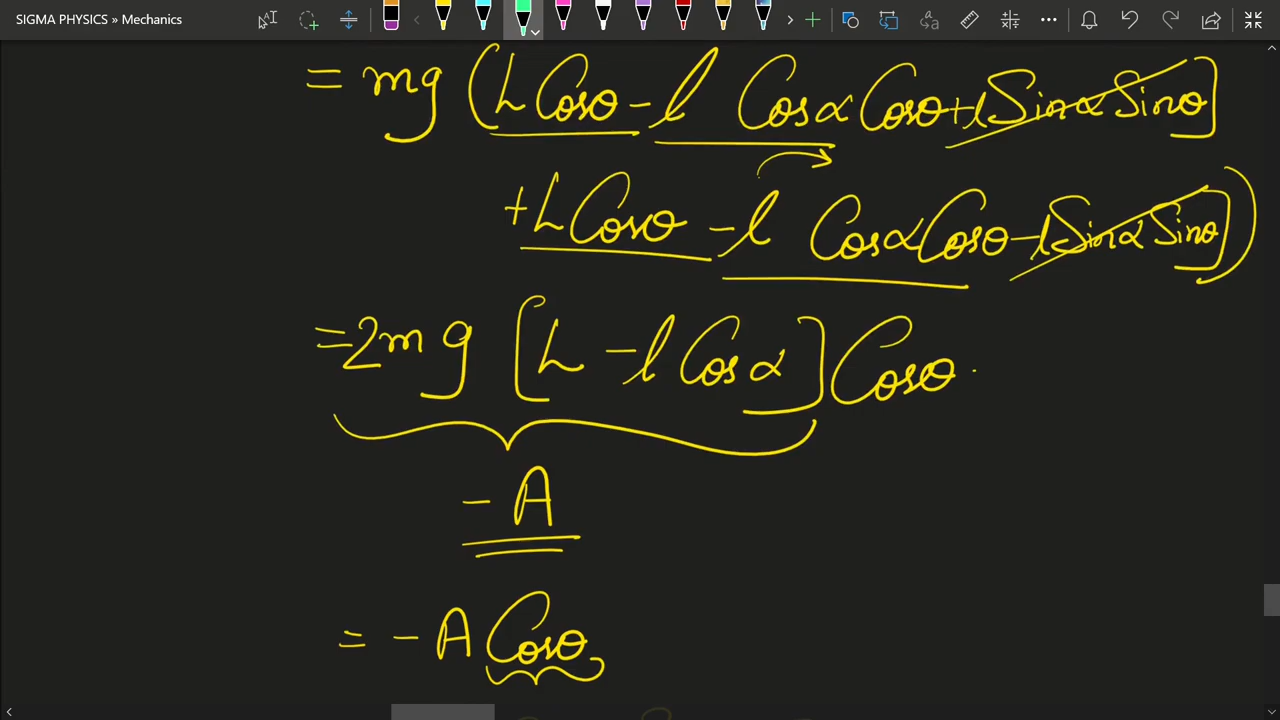 SIGMA PHYSICS » Mechanics
= mg (L Cosθ - l Cosα Cosθ + l Sinα Sinθ]
+ L Cosθ - l Cosα Cosθ - l Sinα Sinθ])
= 2mg [L - l Cosα] Cosθ.
- A
= - A Cosθ